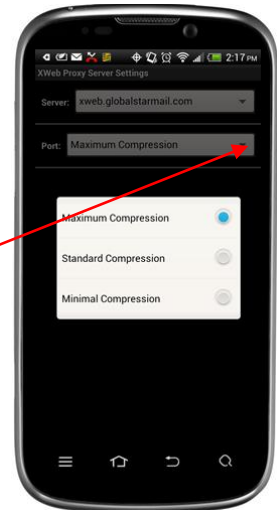 2:17 PM
XWeb Proxy Server Settings
Server: xweb.globalstarmail.com
Port: Maximum Compression
Maximum Compression
Standard Compression
Minimal Compression